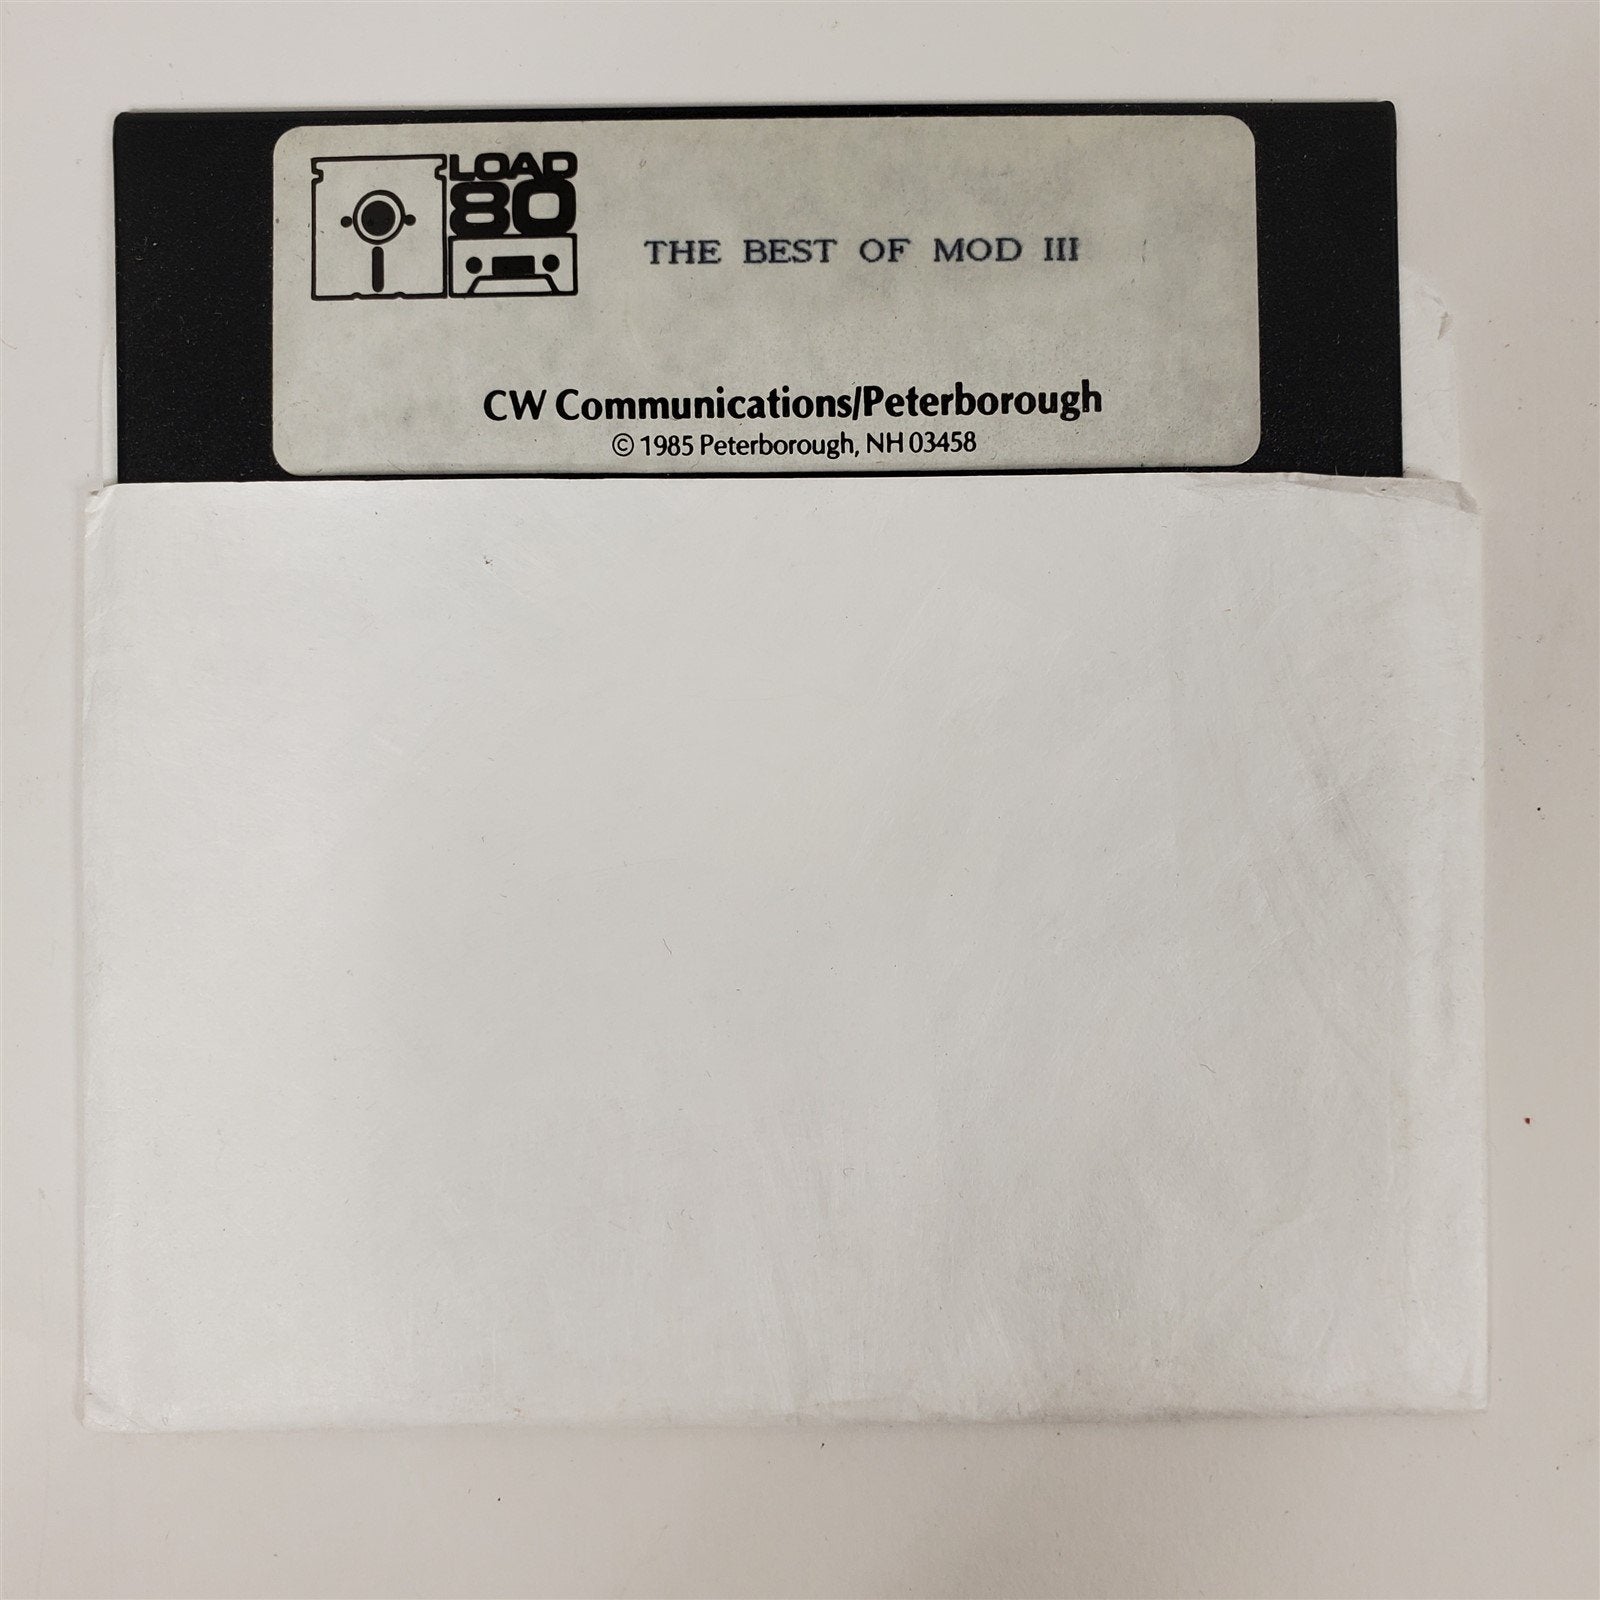 LOAD
80
THE BEST OF MOD III
CW Communications/Peterborough
© 1985 Peterborough, NH 03458